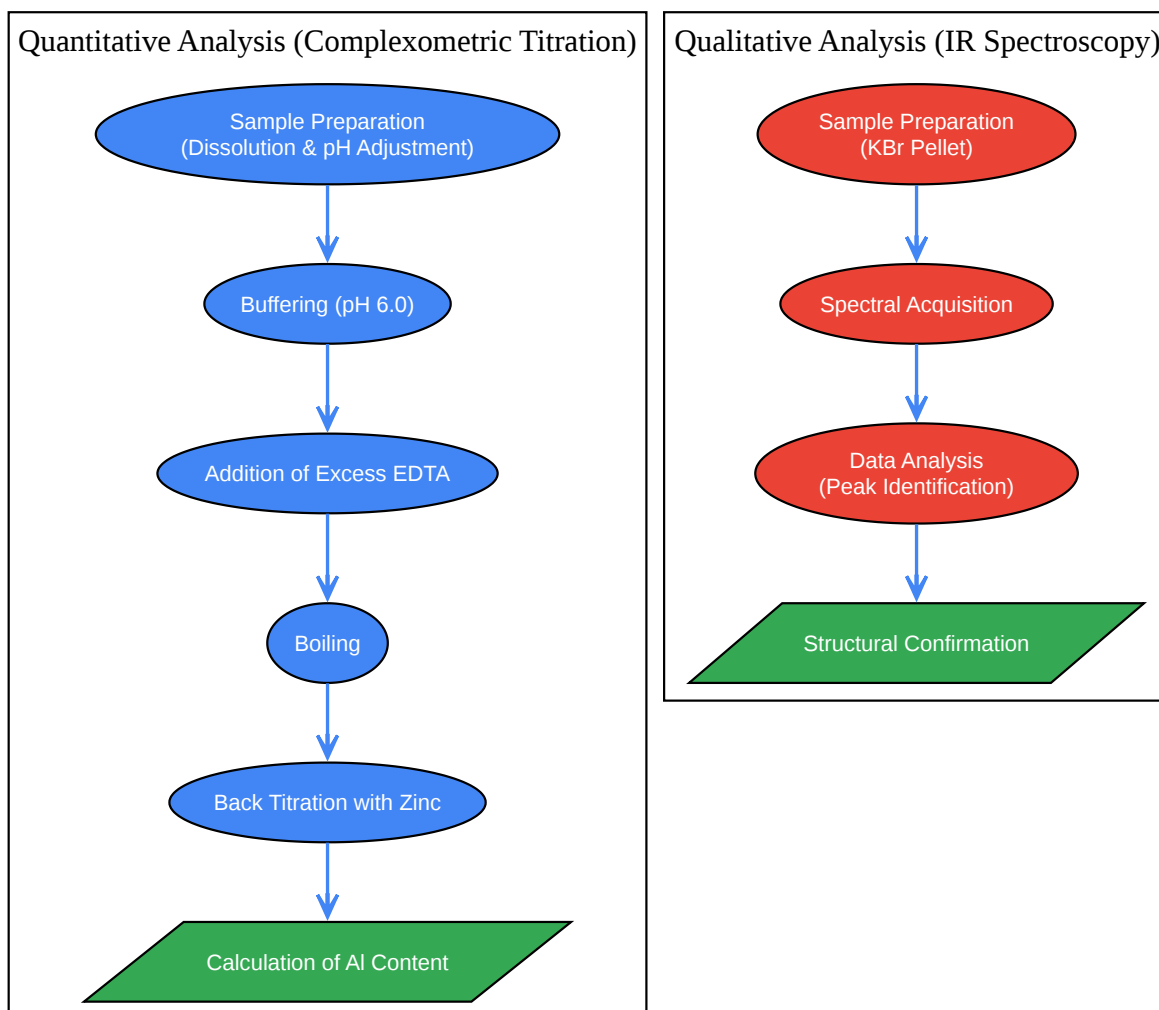 Quantitative Analysis (Complexometric Titration)
Sample Preparation
(Dissolution & pH Adjustment)
Buffering (pH 6.0)
Addition of Excess EDTA
Boiling
Back Titration with Zinc
Calculation of Al Content
Qualitative Analysis (IR Spectroscopy)
Sample Preparation
(KBr Pellet)
Spectral Acquisition
Data Analysis
(Peak Identification)
Structural Confirmation